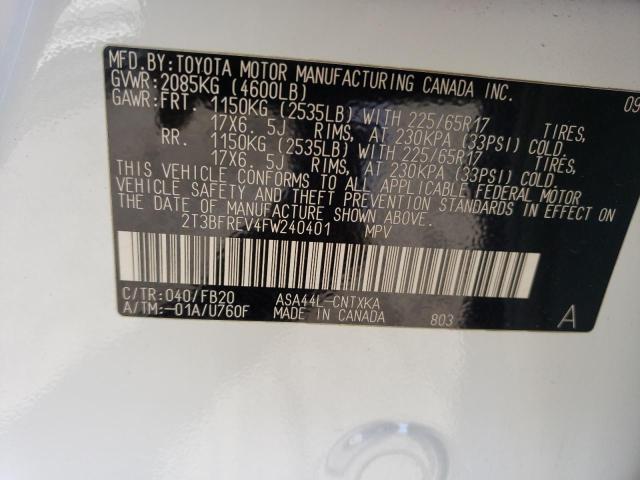 MFD.BY:TOYOTA MOTOR MANUFACTURING CANADA INC. 09
GVWR:2085KG (4600LB)
GAWR:FRT. 1150KG (2535LB) WITH 225/65R17 TIRES,
17X6.5J RIMS, AT 230KPA (33PSI) COLD.
RR. 1150KG (2535LB) WITH 225/65R17 TIRES,
17X6.5J RIMS, AT 230KPA (33PSI) COLD.
THIS VEHICLE CONFORMS TO ALL APPLICABLE FEDERAL MOTOR
VEHICLE SAFETY AND THEFT PREVENTION STANDARDS IN EFFECT ON
THE DATE OF MANUFACTURE SHOWN ABOVE.
2T3BFREV4FW240401 MPV
C/TR:040/FB20 ASA44L-CNTXKA
A/TM:-01A/U760F MADE IN CANADA 803 A